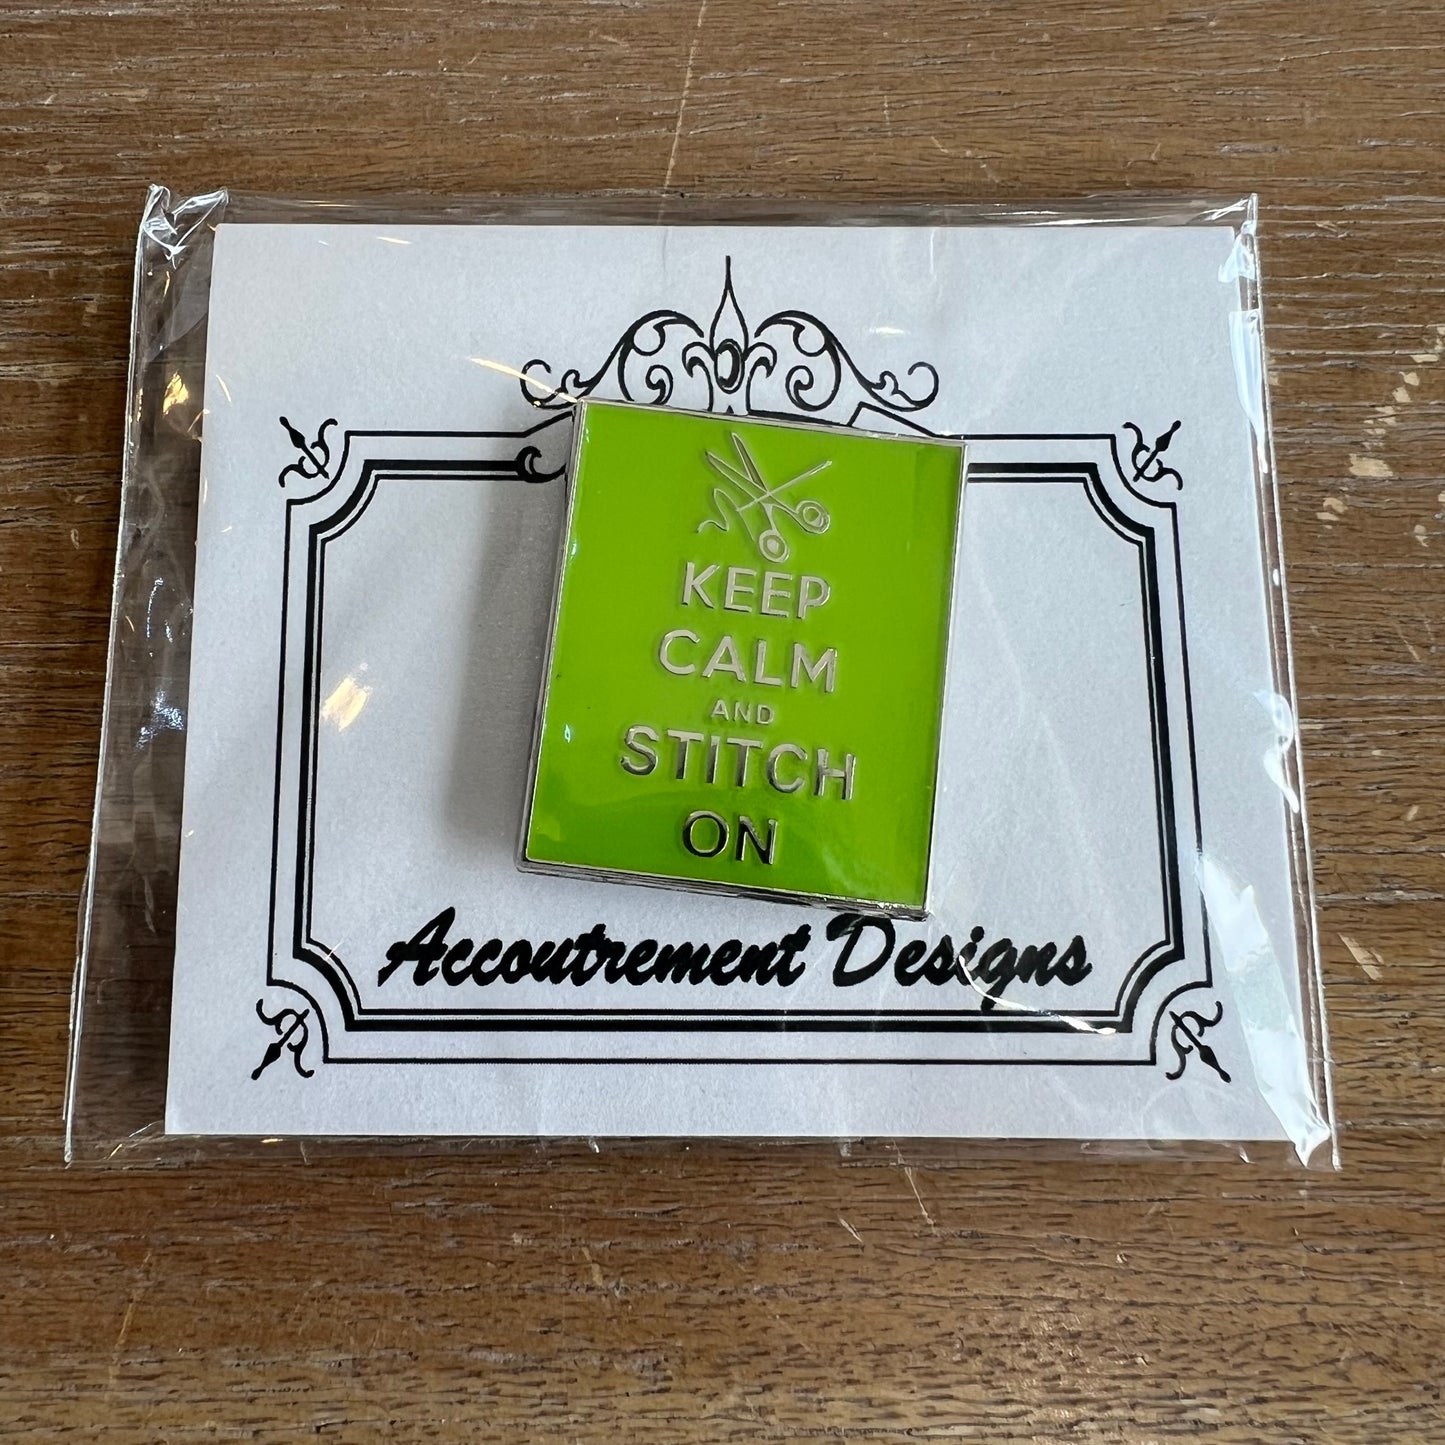 KEEP
CALM
AND
STITCH
ON
Accoutrement Designs